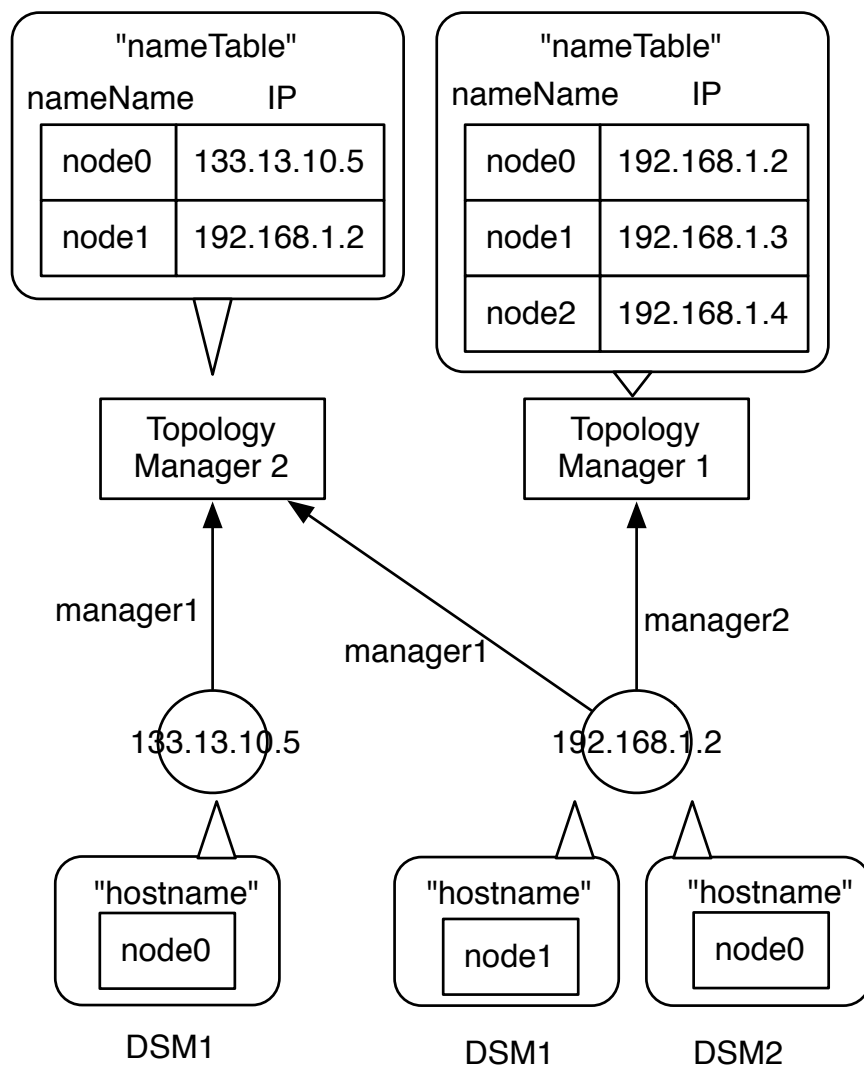 "nameTable"
nameName IP
node0 133.13.10.5
node1 192.168.1.2
"nameTable"
nameName IP
node0 192.168.1.2
node1 192.168.1.3
node2 192.168.1.4
Topology
Manager 2
Topology
Manager 1
manager1
manager1
manager2
133.13.10.5
192.168.1.2
"hostname"
node0
DSM1
"hostname"
node1
DSM1
"hostname"
node0
DSM2